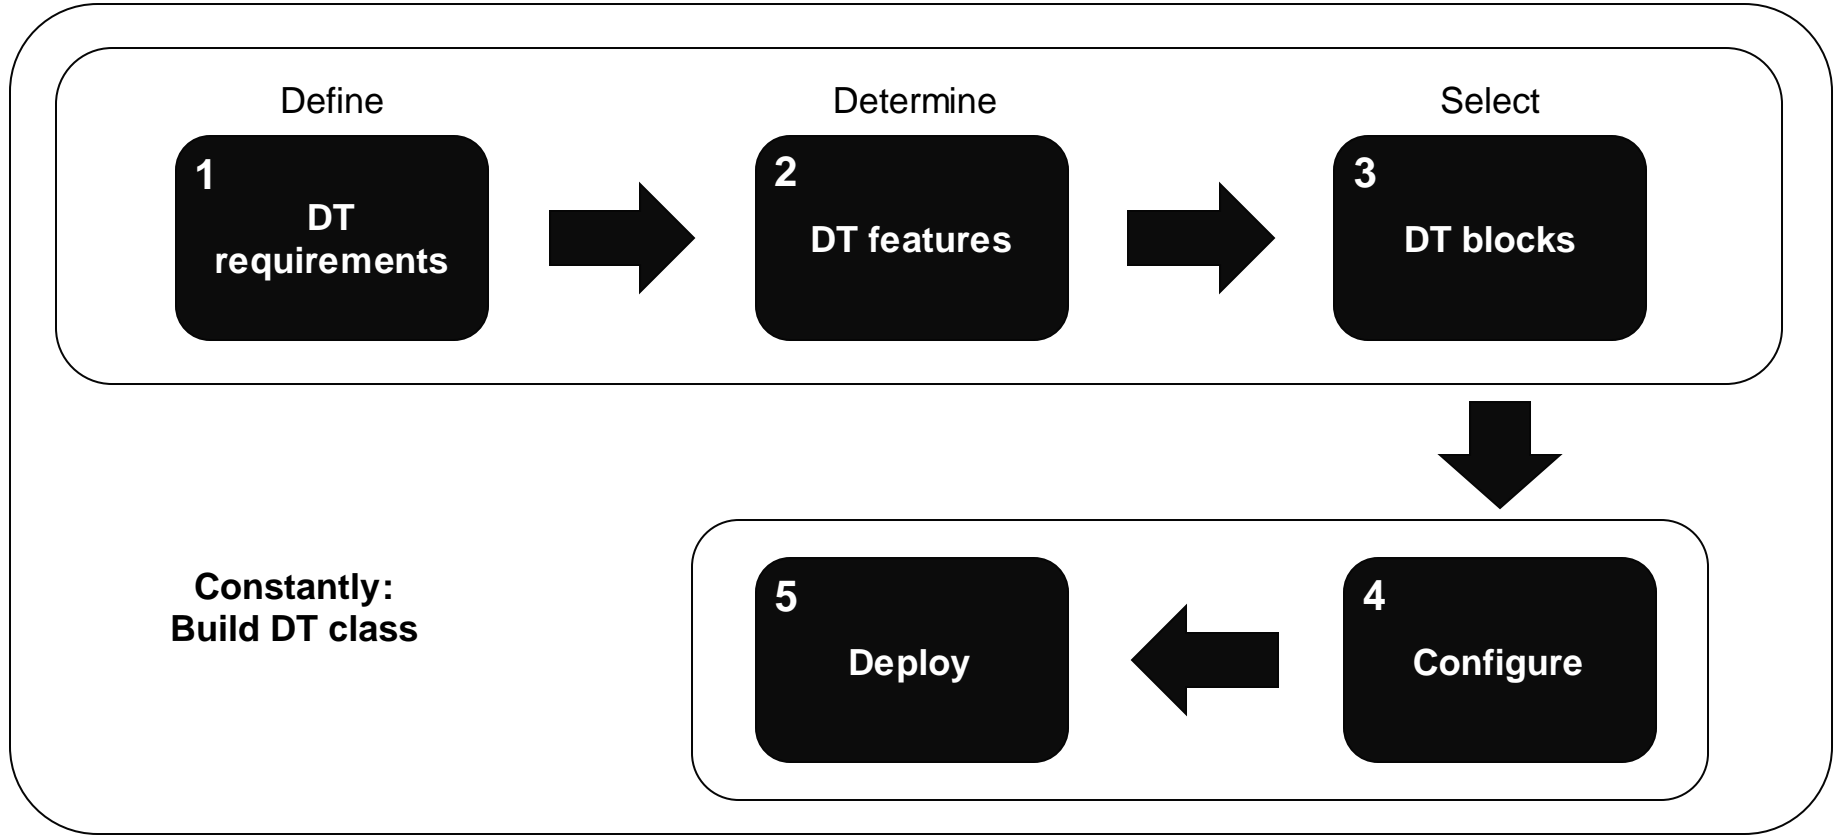 Define
1
DT
requirements
Determine
2
DT features
Select
3
DT blocks
4
Configure
5
Deploy
Constantly:
Build DT class